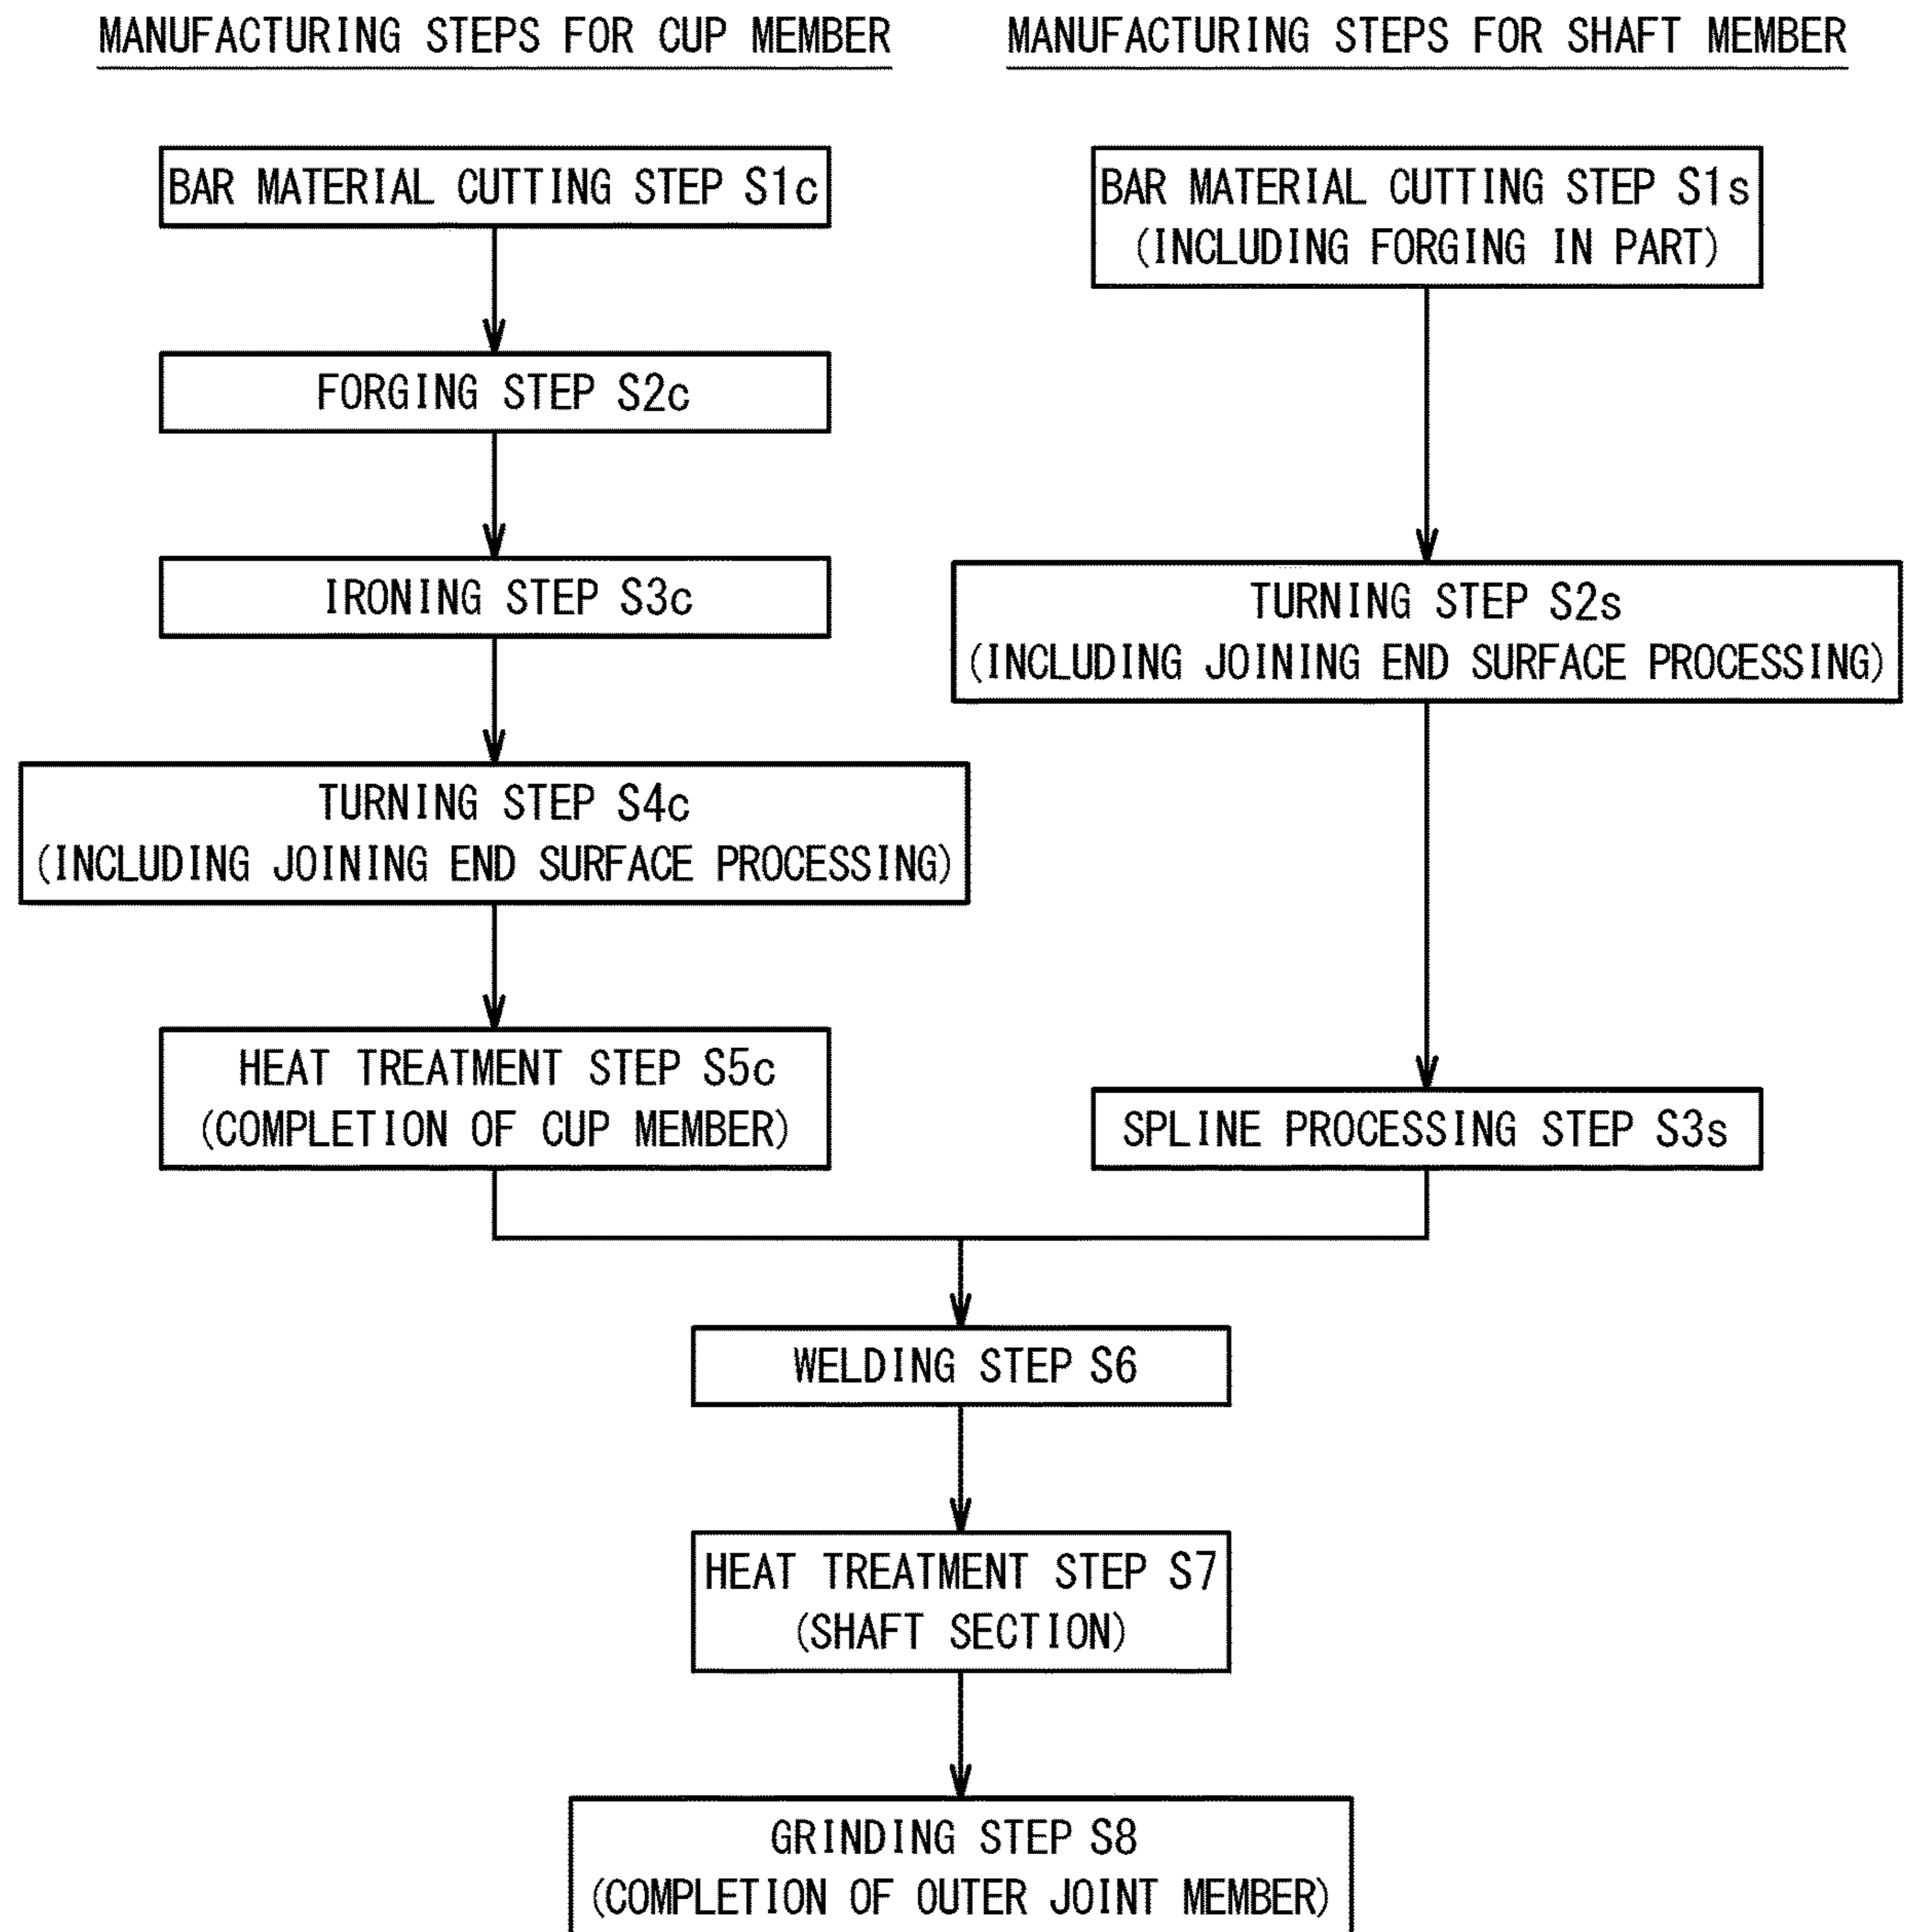 MANUFACTURING STEPS FOR CUP MEMBER
BAR MATERIAL CUTTING STEP S1c
FORGING STEP S2c
IRONING STEP S3c
TURNING STEP S4c
(INCLUDING JOINING END SURFACE PROCESSING)
HEAT TREATMENT STEP S5c
(COMPLETION OF CUP MEMBER)
MANUFACTURING STEPS FOR SHAFT MEMBER
BAR MATERIAL CUTTING STEP S1s
(INCLUDING FORGING IN PART)
TURNING STEP S2s
(INCLUDING JOINING END SURFACE PROCESSING)
SPLINE PROCESSING STEP S3s
WELDING STEP S6
HEAT TREATMENT STEP S7
(SHAFT SECTION)
GRINDING STEP S8
(COMPLETION OF OUTER JOINT MEMBER)